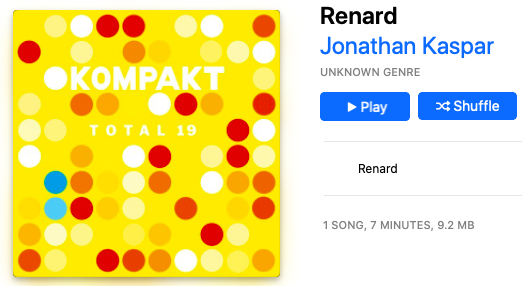 KOMPAKT
TOTAL 19
Renard
Jonathan Kaspar
UNKNOWN GENRE
Play
Shuffle
Renard
1 SONG, 7 MINUTES, 9.2 MB